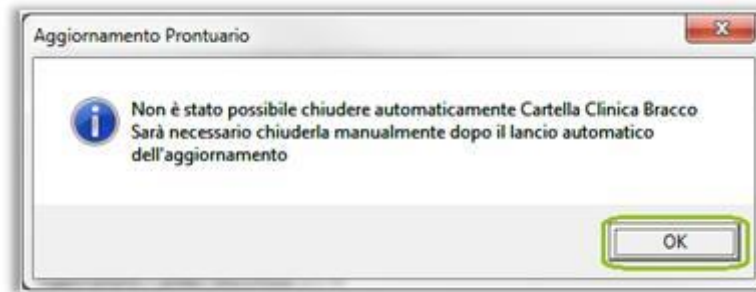 Aggiornamento Prontuario
Non è stato possibile chiudere automaticamente Cartella Clinica Bracco
Sarà necessario chiuderla manualmente dopo il lancio automatico
dell'aggiornamento
OK